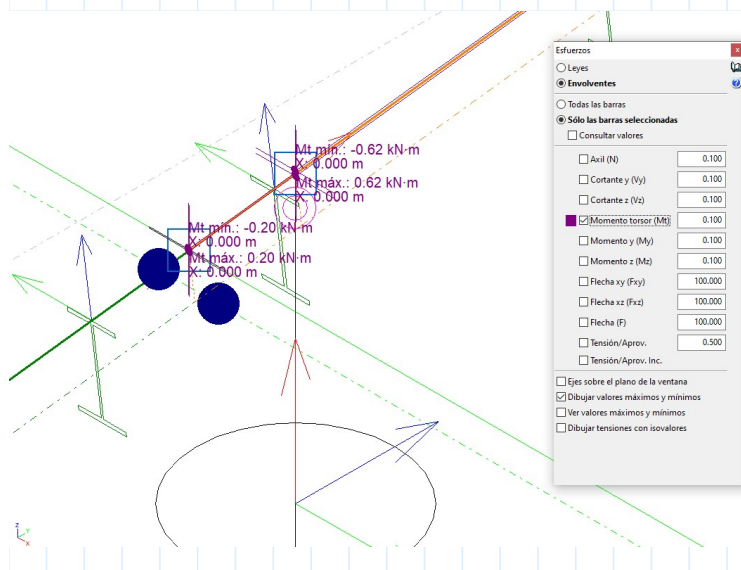 Mt mín.: -0.62 kN·m
X: 0.000 m
Mt máx.: 0.62 kN·m
X: 0.000 m
Mt mín.: -0.20 kN·m
X: 0.000 m
Mt máx.: 0.20 kN·m
X: 0.000 m
z
Y
X
Esfuerzos
x
Leyes
Envolventes
Todas las barras
Sólo las barras seleccionadas
Consultar valores
Axil (N) 0.100
Cortante y (Vy) 0.100
Cortante z (Vz) 0.100
Momento torsor (Mt) 0.100
Momento y (My) 0.100
Momento z (Mz) 0.100
Flecha xy (Fxy) 100.000
Flecha xz (Fxz) 100.000
Flecha (F) 100.000
Tensión/Aprov. 0.500
Tensión/Aprov. Inc.
Ejes sobre el plano de la ventana
Dibujar valores máximos y mínimos
Ver valores máximos y mínimos
Dibujar tensiones con isovalores